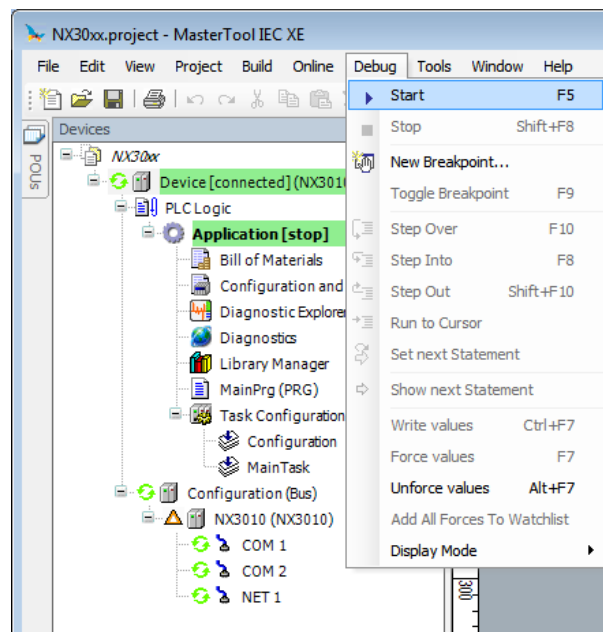 NX30xx.project - MasterTool IEC XE
File Edit View Project Build Online Debug Tools Window Help
Devices
POUs
NX30xx
Device [connected] (NX301
PLC Logic
Application [stop]
Bill of Materials
Configuration and
Diagnostic Explore
Diagnostics
Library Manager
MainPrg (PRG)
Task Configuration
Configuration
MainTask
Configuration (Bus)
NX3010 (NX3010)
COM 1
COM 2
NET 1
Start F5
Stop Shift+F8
New Breakpoint...
Toggle Breakpoint F9
Step Over F10
Step Into F8
Step Out Shift+F10
Run to Cursor
Set next Statement
Show next Statement
Write values Ctrl+F7
Force values F7
Unforce values Alt+F7
Add All Forces To Watchlist
Display Mode
300